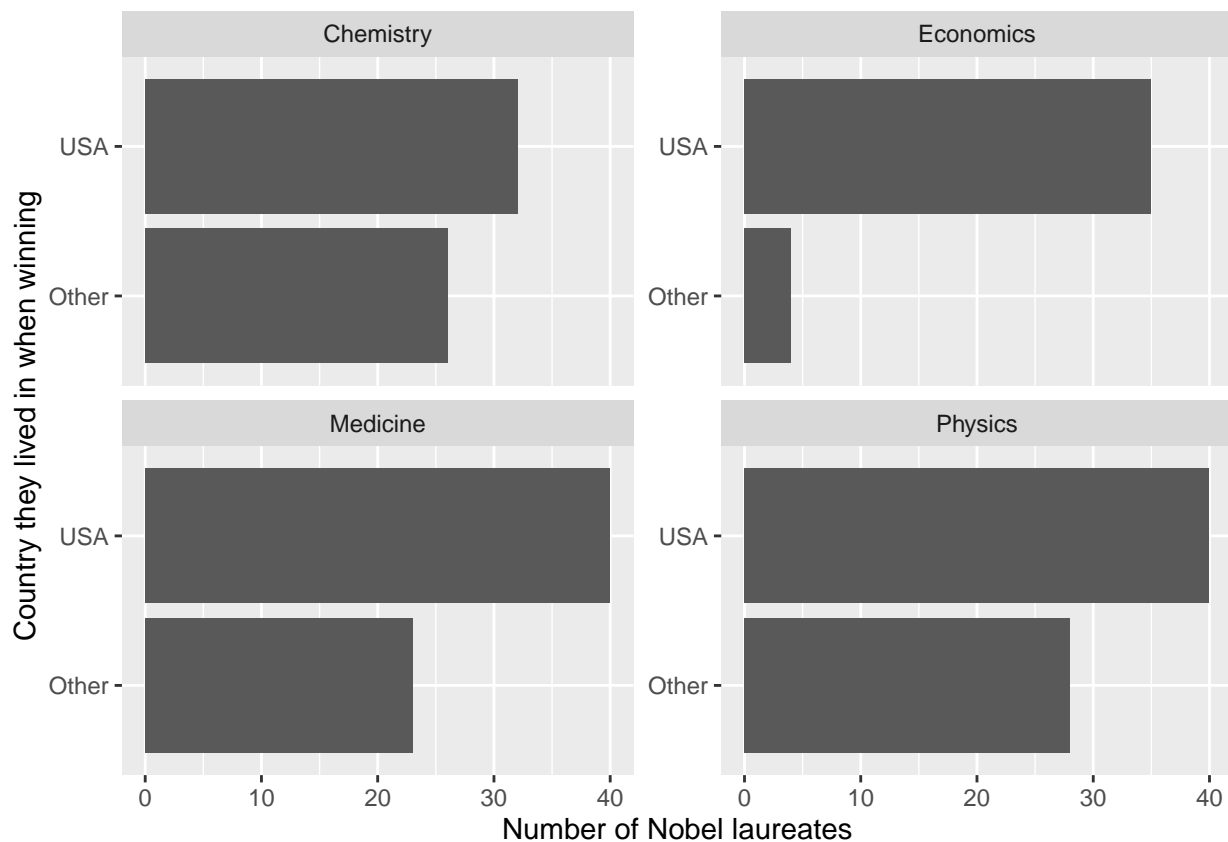 Chemistry
Economics
USA
Other
USA
Other
Medicine
Physics
USA
Other
USA
Other
0 10 20 30 40
0 10 20 30 40
Number of Nobel laureates
Country they lived in when winning